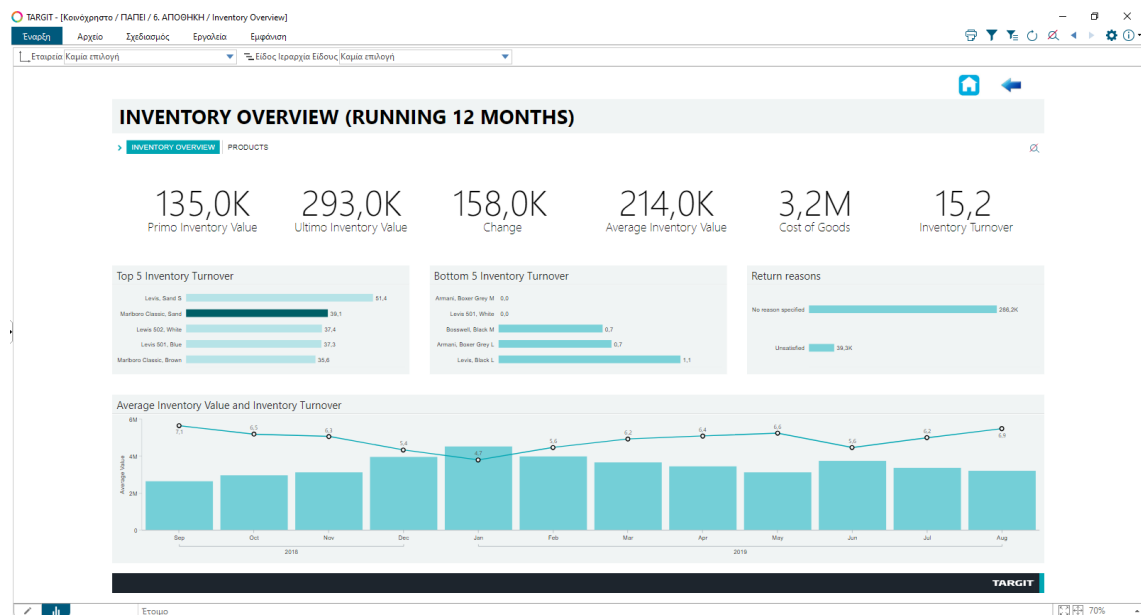 TARGIT - [Κοινόχρηστο / ΠΑΠΕΙ / 6. ΑΠΟΘΗΚΗ / Inventory Overview]
Έναρξη Αρχείο Σχεδιασμός Εργαλεία Εμφάνιση
Εταιρεία Καμία επιλογή Είδος Ιεραρχία Είδους Καμία επιλογή
INVENTORY OVERVIEW (RUNNING 12 MONTHS)
INVENTORY OVERVIEW PRODUCTS
135,0K 293,0K 158,0K 214,0K 3,2M 15,2
Primo Inventory Value Ultimo Inventory Value Change Average Inventory Value Cost of Goods Inventory Turnover
Top 5 Inventory Turnover
Levis, Sand S 51,4
Marlboro Classic, Sand 39,1
Lewis 502, White 37,4
Levis 501, Blue 37,3
Marlboro Classic, Brown 35,8
Bottom 5 Inventory Turnover
Armani, Boxer Grey M 0,0
Levis 501, White 0,0
Bosswell, Black M 0,7
Armani, Boxer Grey L 0,7
Levis, Black L 1,1
Return reasons
No reason specified 286,2K
Unsatisfied 39,3K
Average Inventory Value and Inventory Turnover
Average Value
6M
4M
2M
0
7,1 6,5 6,3 5,4 4,7 5,6 6,2 6,4 6,6 5,6 6,2 6,9
Sep Oct Nov Dec Jan Feb Mar Apr May Jun Jul Aug
2018 2019
TARGIT
Έτοιμο 70%